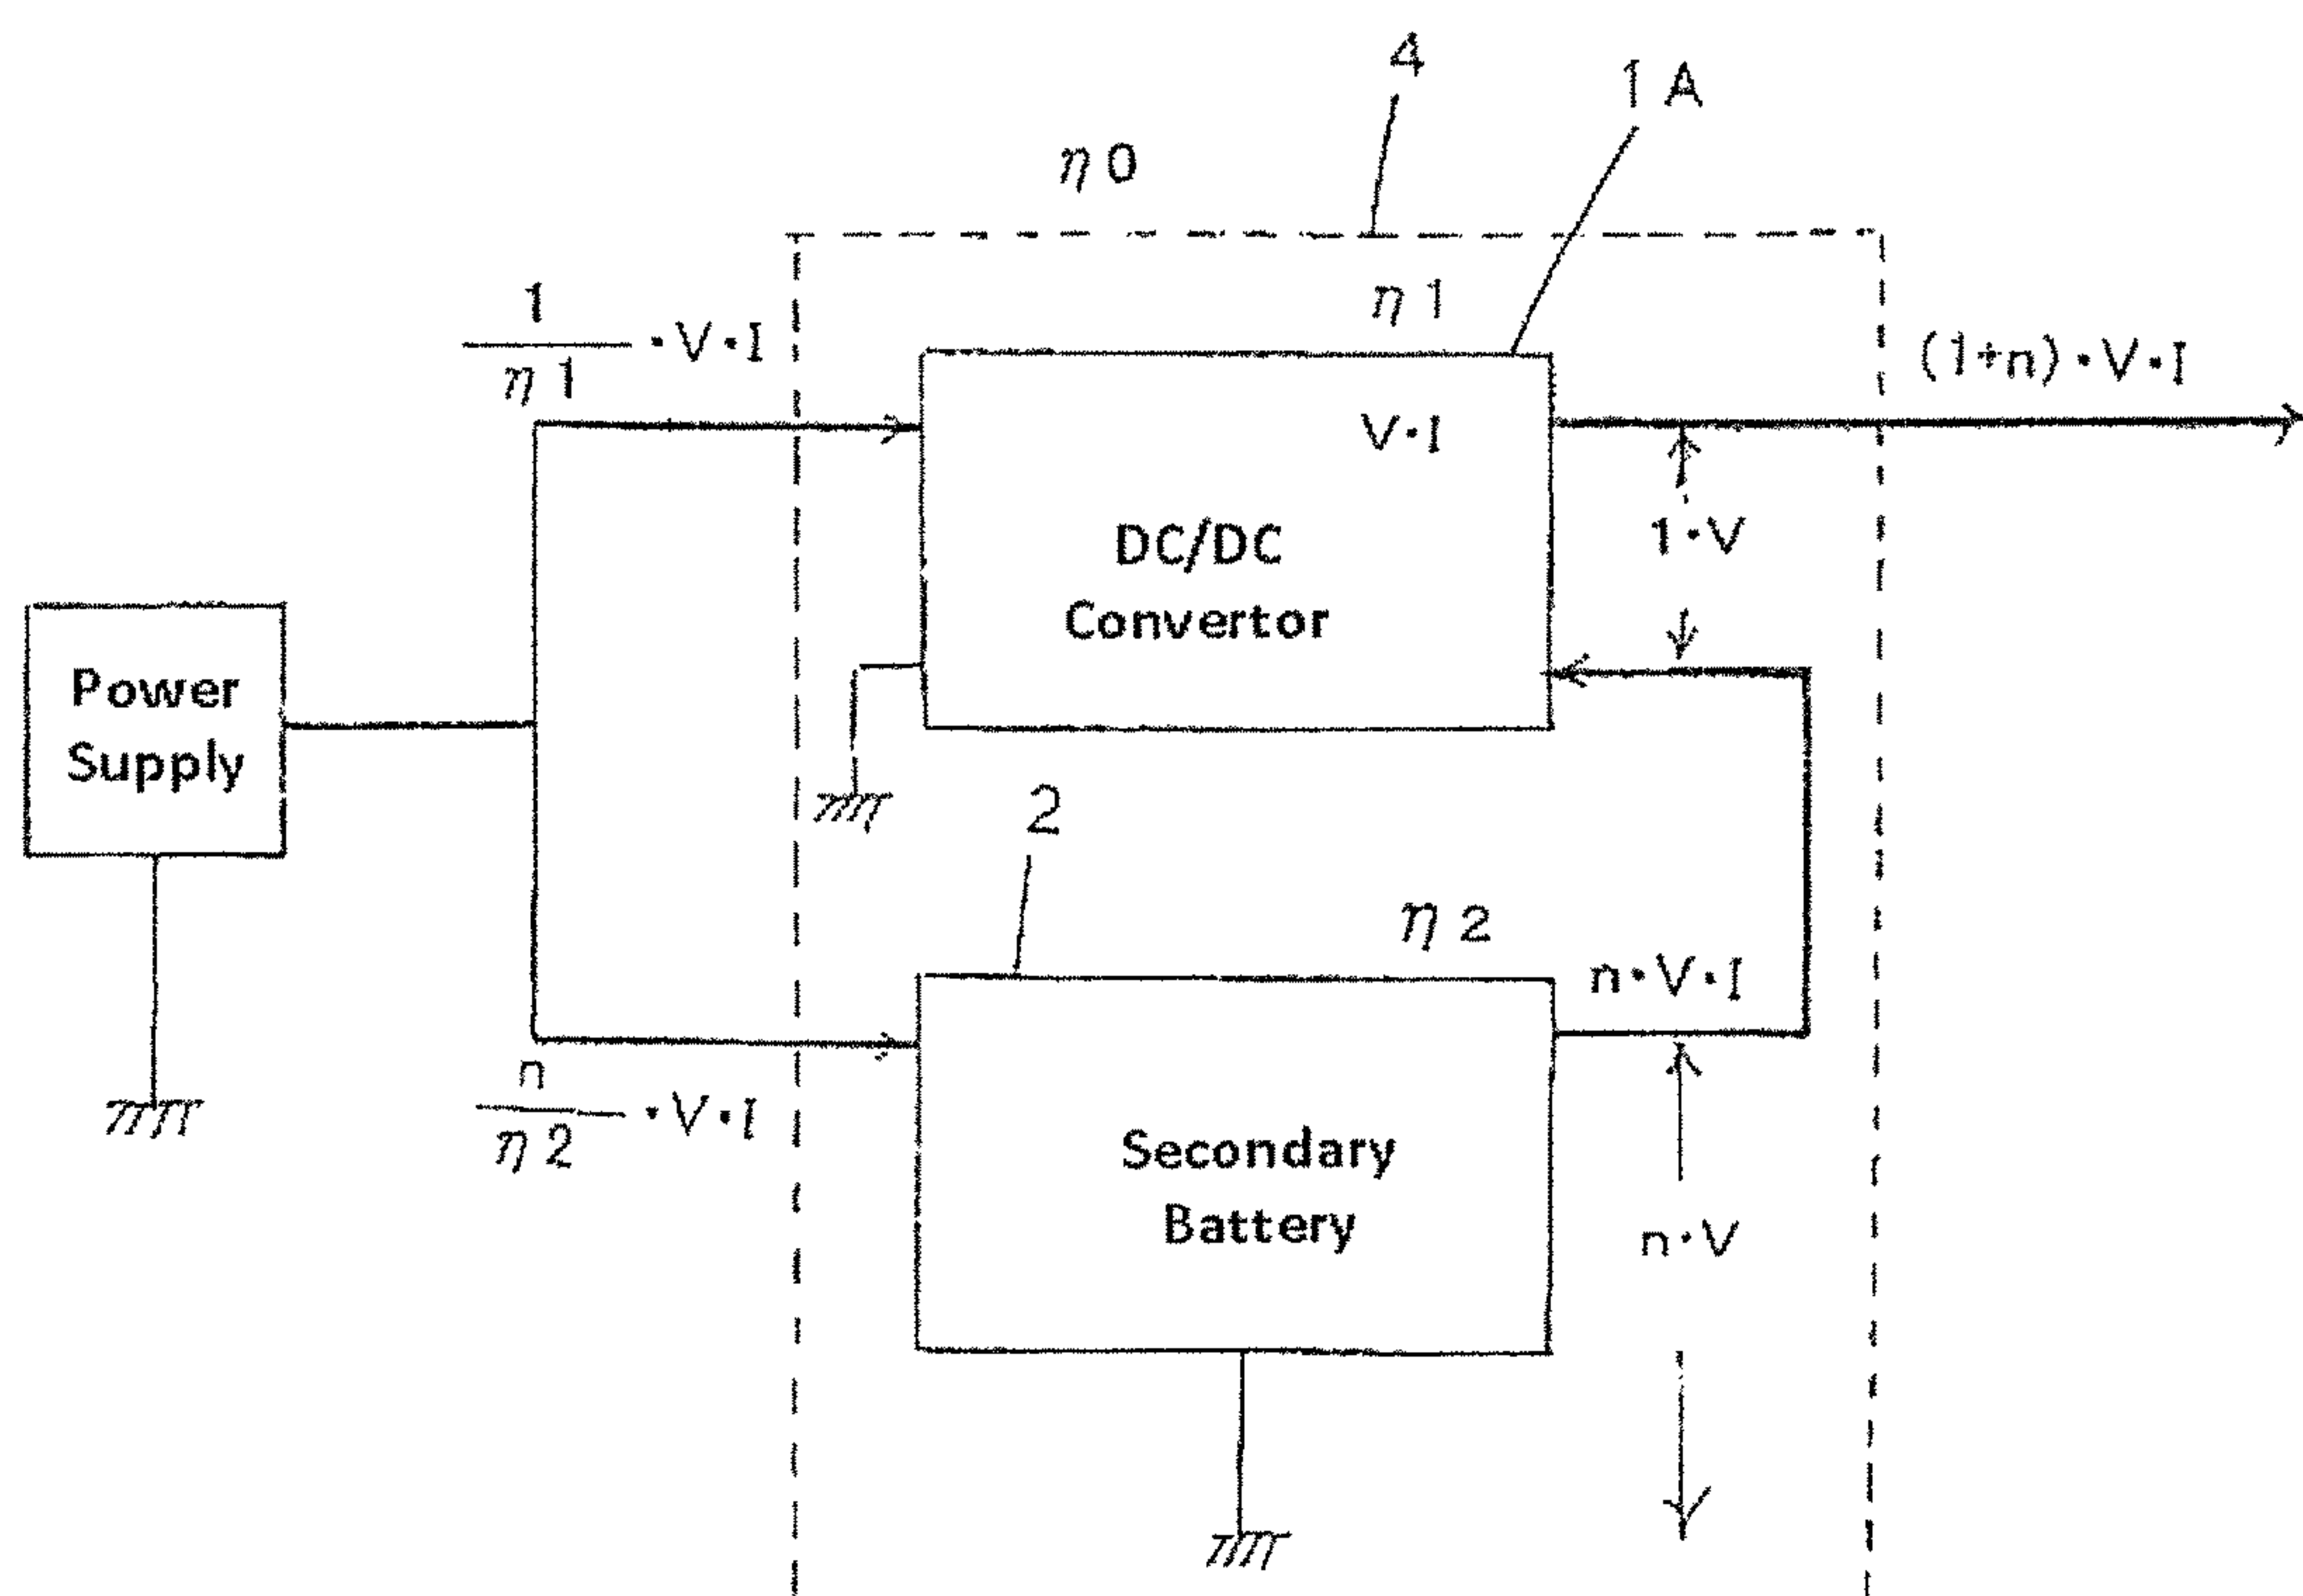 4
1A
η0
η1
1
η1
·V·I
(1+n)·V·I
V·I
1·V
DC/DC
Convertor
Power
Supply
2
η2
n·V·I
n
η2
·V·I
Secondary
Battery
n·V